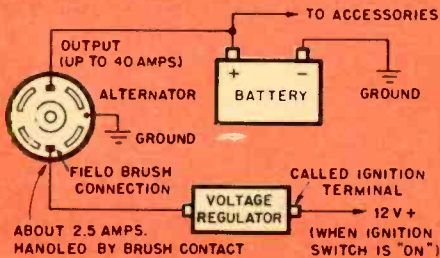 TO ACCESSORIES
OUTPUT
(UP TO 40 AMPS)
+ −
BATTERY
ALTERNATOR
GROUND
GROUND
FIELD BRUSH
CONNECTION
VOLTAGE
REGULATOR
CALLED IGNITION
TERMINAL
12 V +
(WHEN IGNITION
SWITCH IS "ON")
ABOUT 2.5 AMPS.
HANDLED BY BRUSH CONTACT